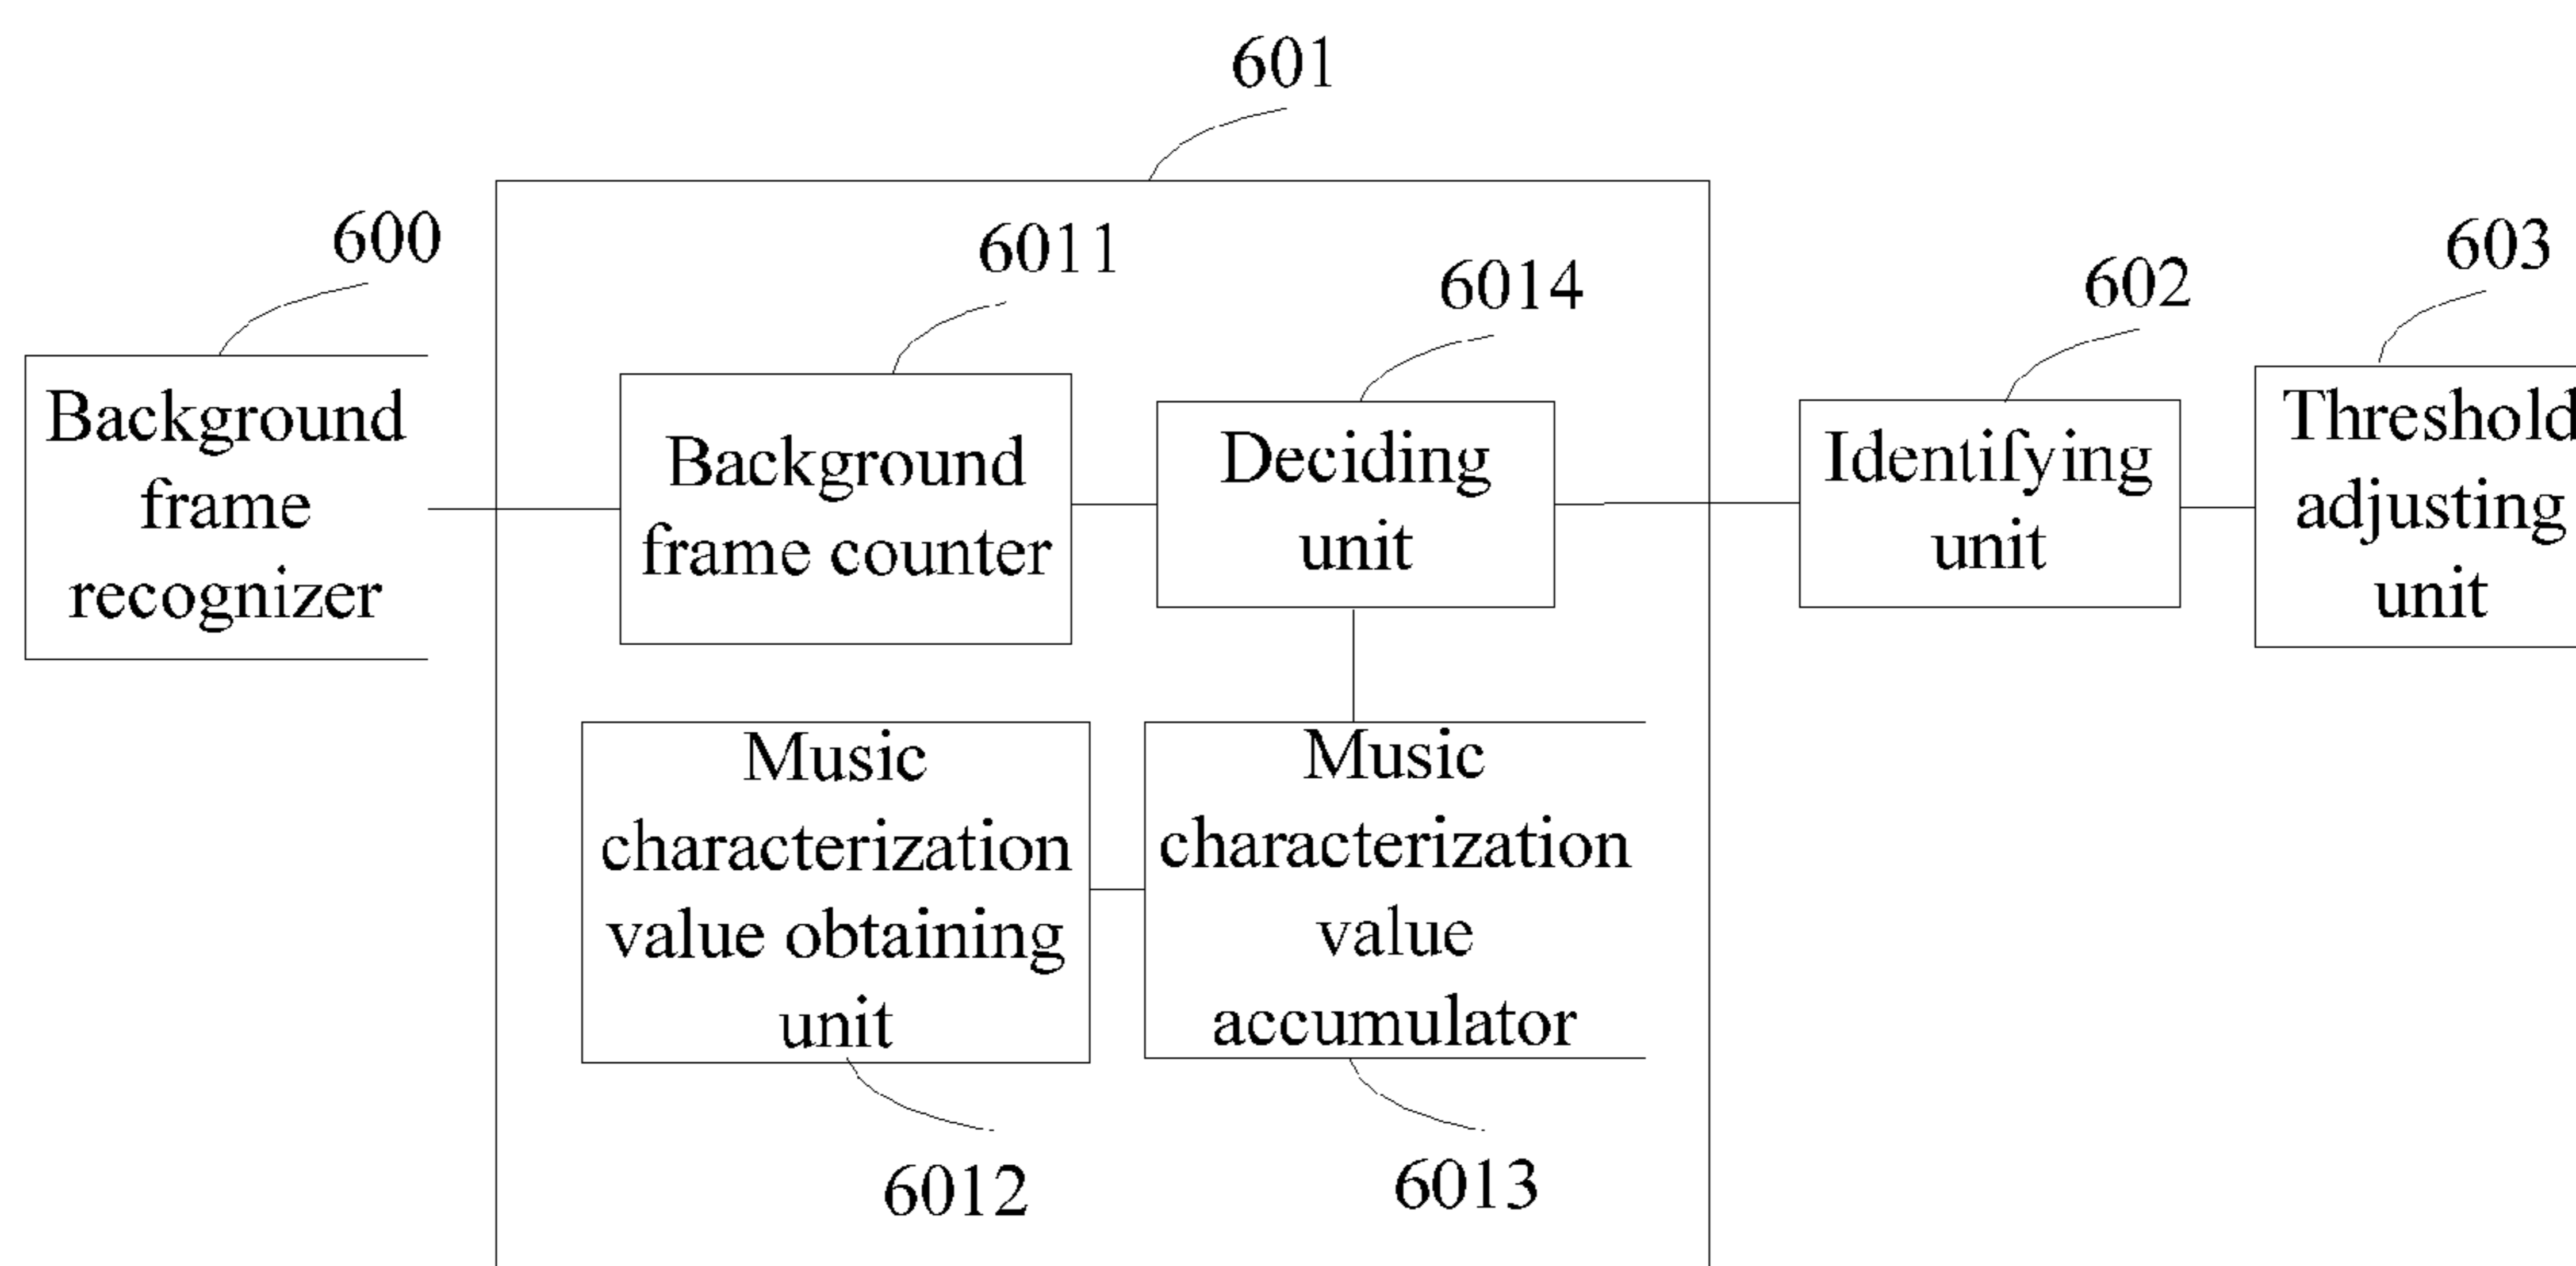 601
600
6011
6014
602
603
Background
frame
recognizer
Background
frame counter
Deciding
unit
Identifying
unit
Threshold
adjusting
unit
Music
characterization
value obtaining
unit
Music
characterization
value
accumulator
6012
6013